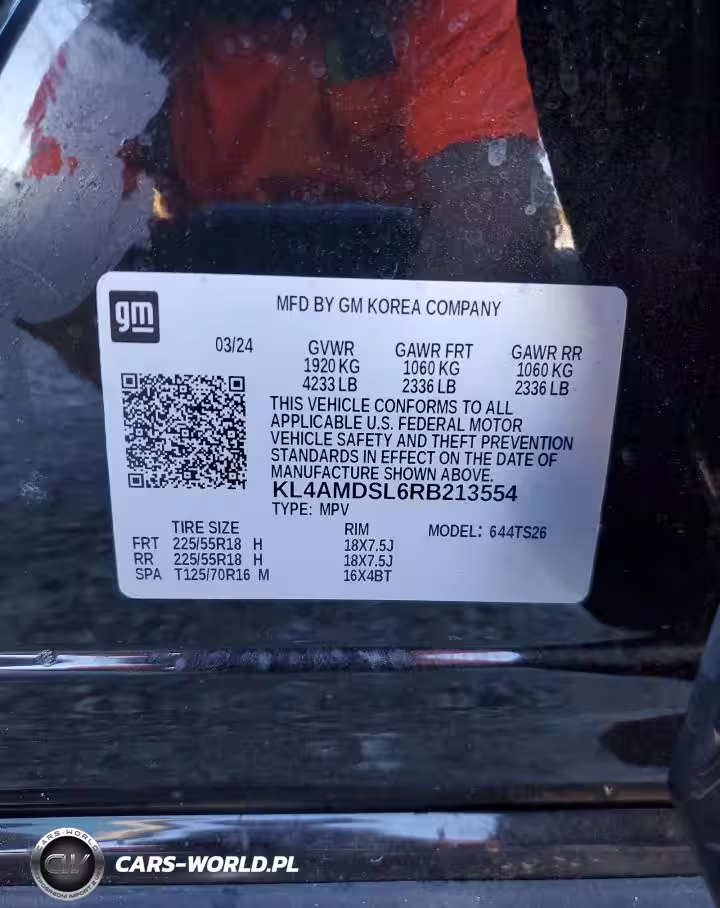 gm
MFD BY GM KOREA COMPANY
03/24
GVWR GAWR FRT GAWR RR
1920 KG 1060 KG 1060 KG
4233 LB 2336 LB 2336 LB
THIS VEHICLE CONFORMS TO ALL
APPLICABLE U.S. FEDERAL MOTOR
VEHICLE SAFETY AND THEFT PREVENTION
STANDARDS IN EFFECT ON THE DATE OF
MANUFACTURE SHOWN ABOVE.
KL4AMDSL6RB213554
TYPE: MPV
TIRE SIZE RIM MODEL: 644TS26
FRT 225/55R18 H 18X7.5J
RR 225/55R18 H 18X7.5J
SPA T125/70R16 M 16X4BT
CARS-WORLD
CW
CARS-WORLD.PL